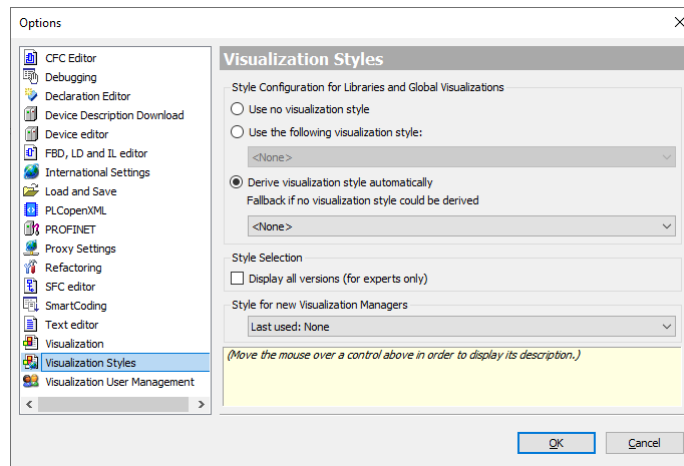 Options
CFC Editor
Debugging
Declaration Editor
Device Description Download
Device editor
FBD, LD and IL editor
International Settings
Load and Save
PLCopenXML
PROFINET
Proxy Settings
Refactoring
SFC editor
SmartCoding
Text editor
Visualization
Visualization Styles
Visualization User Management
Visualization Styles
Style Configuration for Libraries and Global Visualizations
Use no visualization style
Use the following visualization style:
<None>
Derive visualization style automatically
Fallback if no visualization style could be derived
<None>
Style Selection
Display all versions (for experts only)
Style for new Visualization Managers
Last used: None
(Move the mouse over a control above in order to display its description.)
OK
Cancel